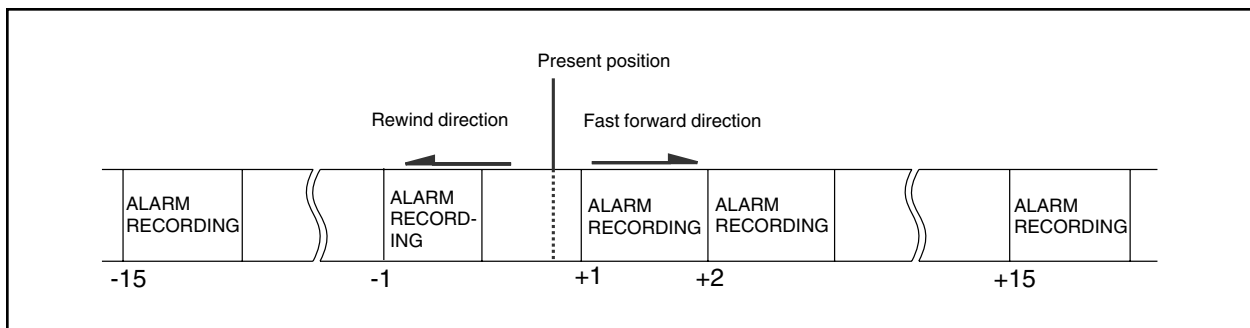 Present position
Rewind direction
Fast forward direction
ALARM
RECORDING
ALARM
RECORD-
ING
ALARM
RECORDING
ALARM
RECORDING
ALARM
RECORDING
-15
-1
+1
+2
+15